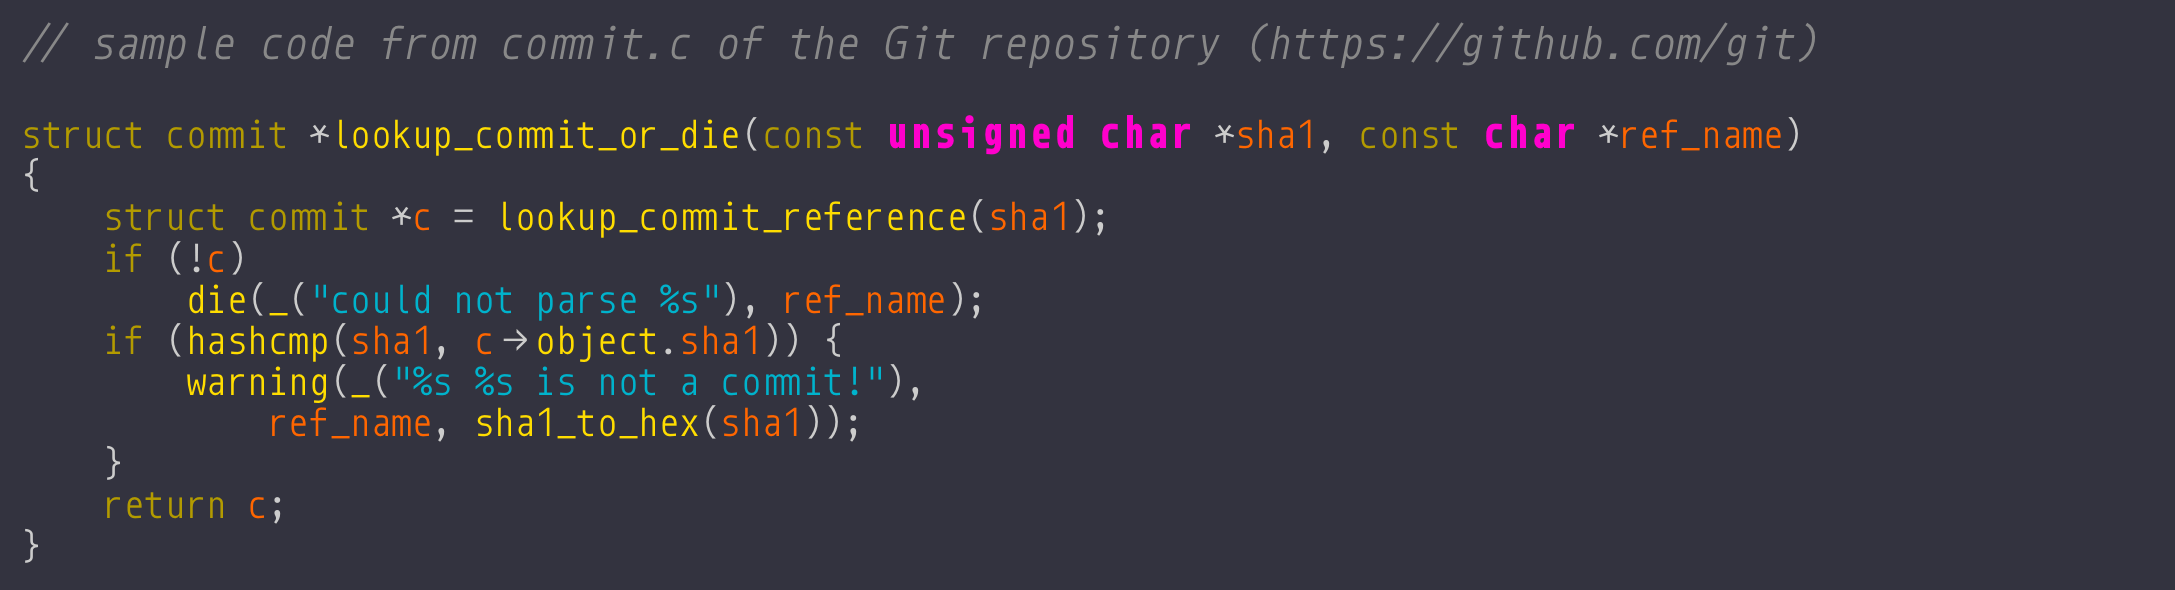 // sample code from commit.c of the Git repository (https://github.com/git)

struct commit *lookup_commit_or_die(const unsigned char *sha1, const char *ref_name)
{
    struct commit *c = lookup_commit_reference(sha1);
    if (!c)
        die(_("could not parse %s"), ref_name);
    if (hashcmp(sha1, c→object.sha1)) {
        warning(_("%s %s is not a commit!"),
            ref_name, sha1_to_hex(sha1));
    }
    return c;
}